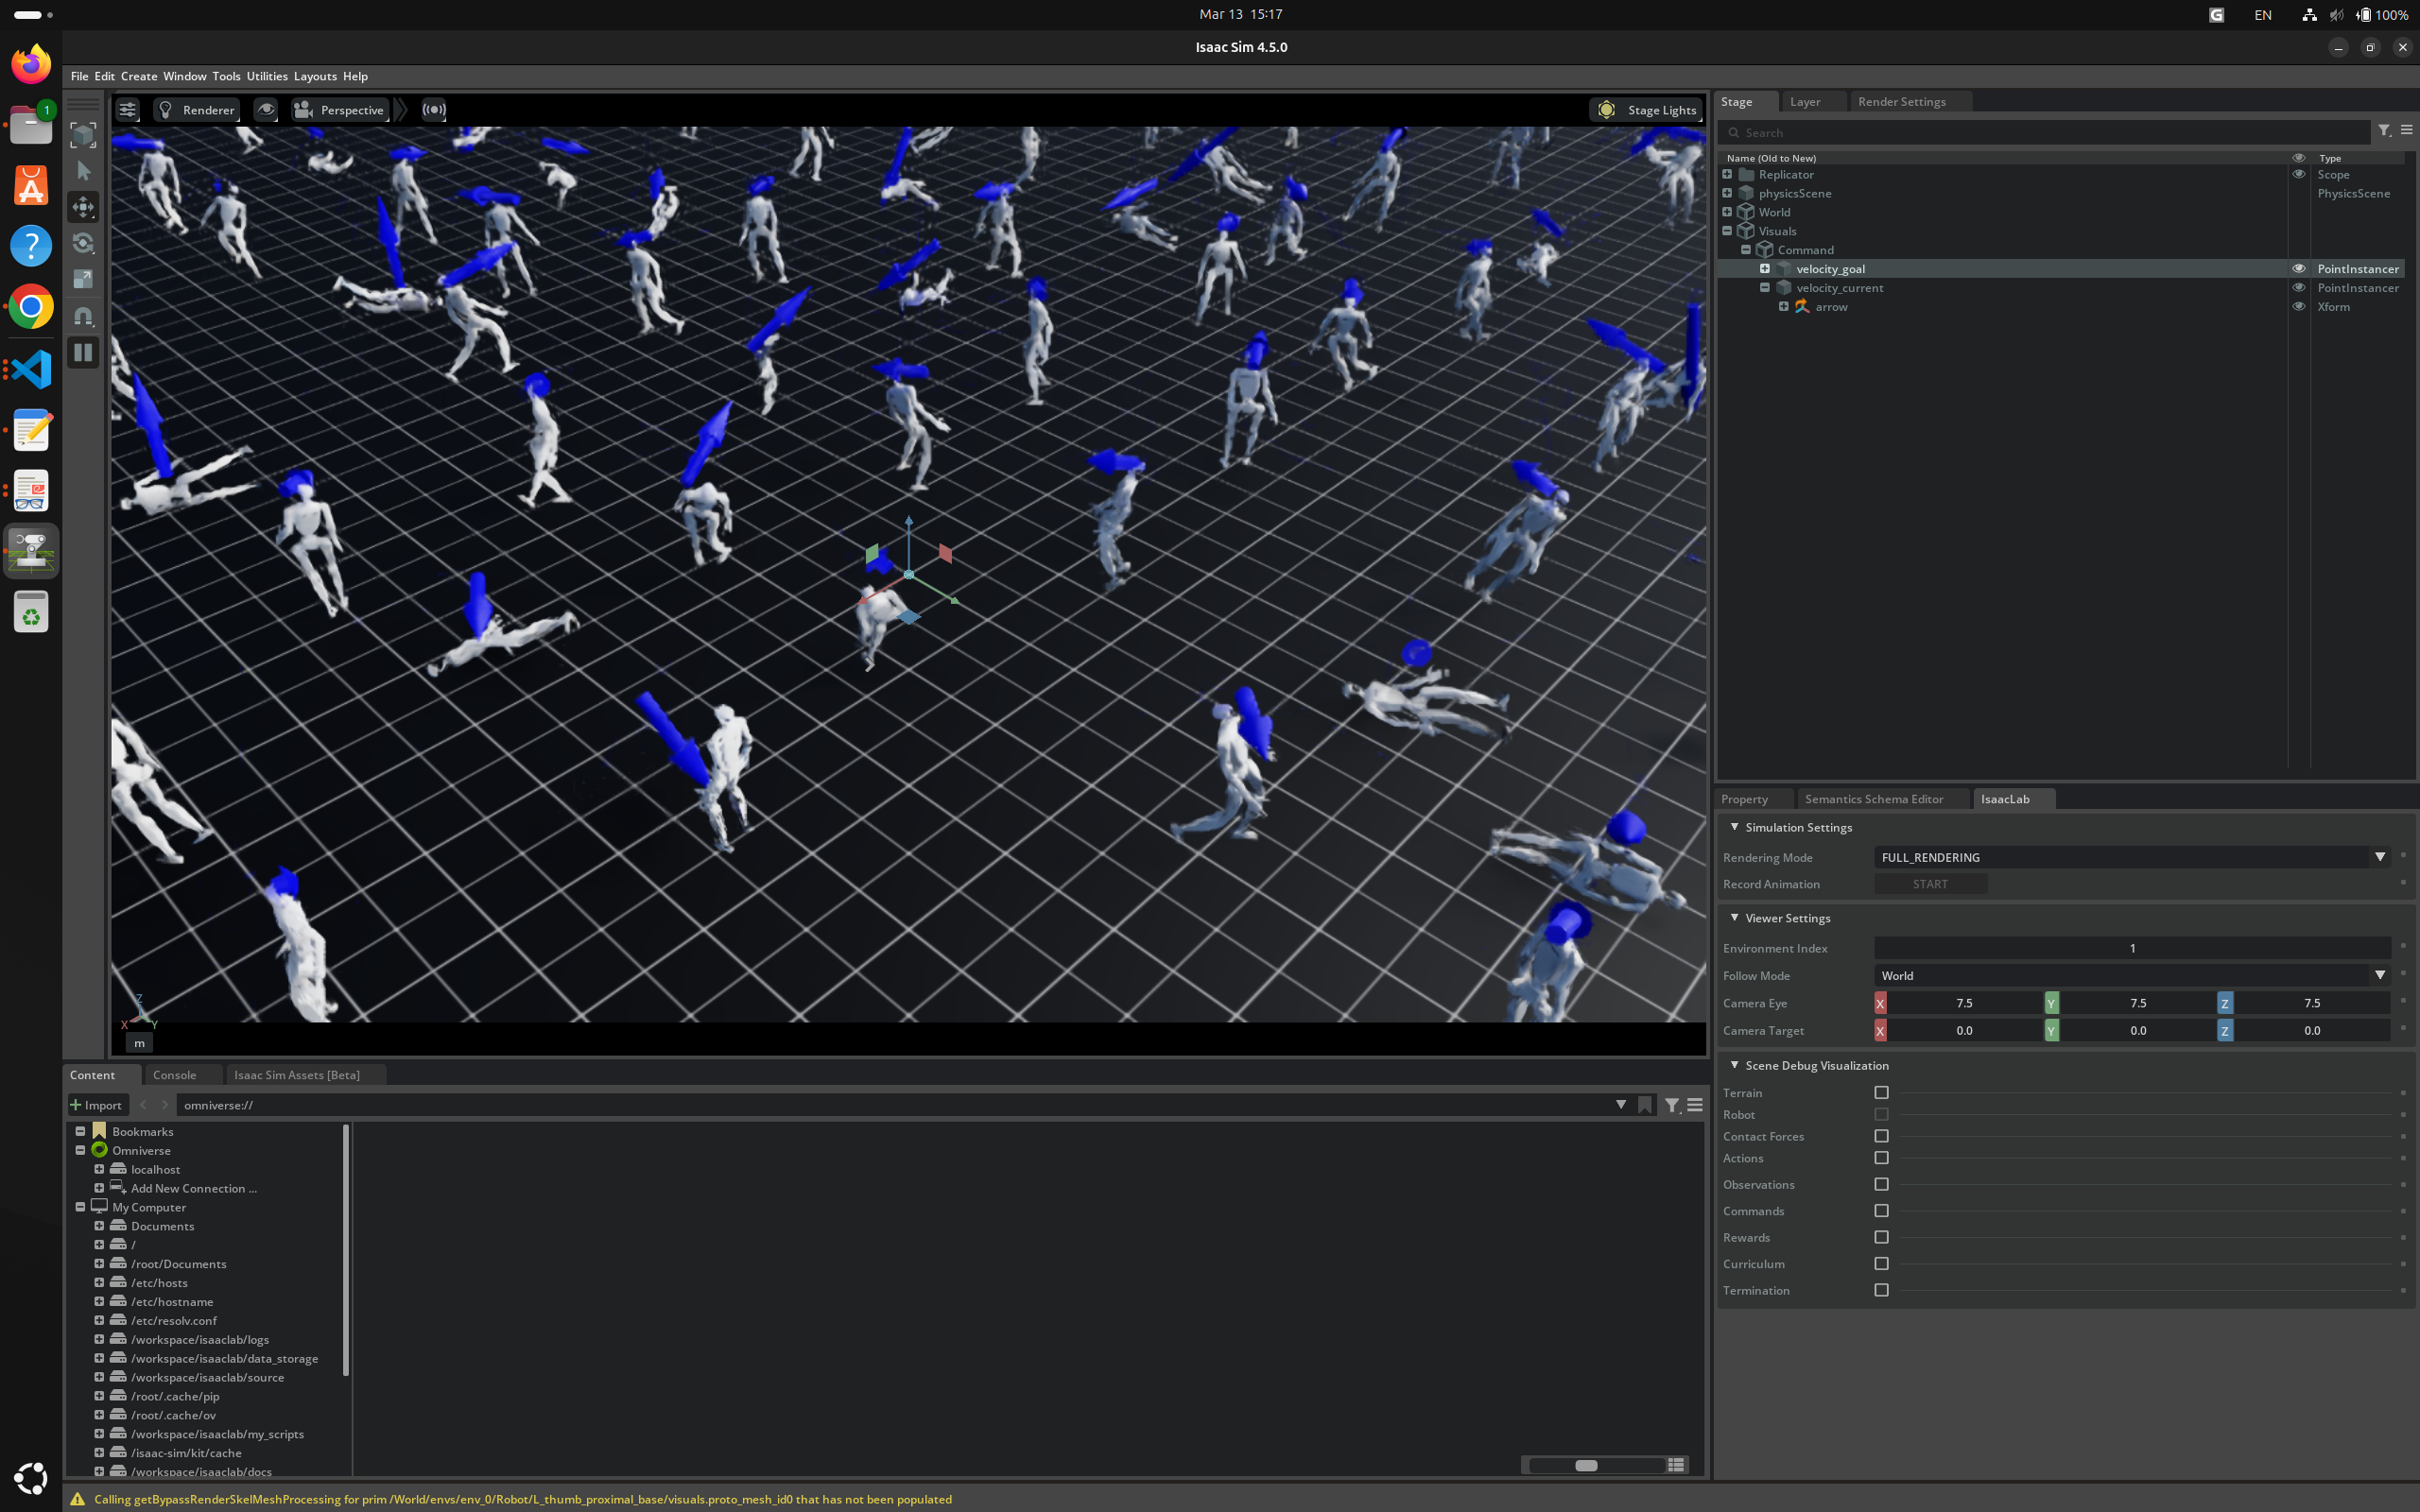 Mar 13 15:17
EN
100%
Isaac Sim 4.5.0
File Edit Create Window Tools Utilities Layouts Help
1
Renderer
Perspective
Stage Lights
Z
X
Y
m
Stage Layer Render Settings
Search
Name (Old to New) Type
Replicator Scope
physicsScene PhysicsScene
World
Visuals
Command
velocity_goal PointInstancer
velocity_current PointInstancer
arrow Xform
Property Semantics Schema Editor IsaacLab
Simulation Settings
Rendering Mode FULL_RENDERING
Record Animation START
Viewer Settings
Environment Index 1
Follow Mode World
Camera Eye X 7.5 Y 7.5 Z 7.5
Camera Target X 0.0 Y 0.0 Z 0.0
Scene Debug Visualization
Terrain
Robot
Contact Forces
Actions
Observations
Commands
Rewards
Curriculum
Termination
Content Console Isaac Sim Assets [Beta]
Import omniverse://
Bookmarks
Omniverse
localhost
Add New Connection ...
My Computer
Documents
/
/root/Documents
/etc/hosts
/etc/hostname
/etc/resolv.conf
/workspace/isaaclab/logs
/workspace/isaaclab/data_storage
/workspace/isaaclab/source
/root/.cache/pip
/root/.cache/ov
/workspace/isaaclab/my_scripts
/isaac-sim/kit/cache
/workspace/isaaclab/docs
Calling getBypassRenderSkelMeshProcessing for prim /World/envs/env_0/Robot/L_thumb_proximal_base/visuals.proto_mesh_id0 that has not been populated